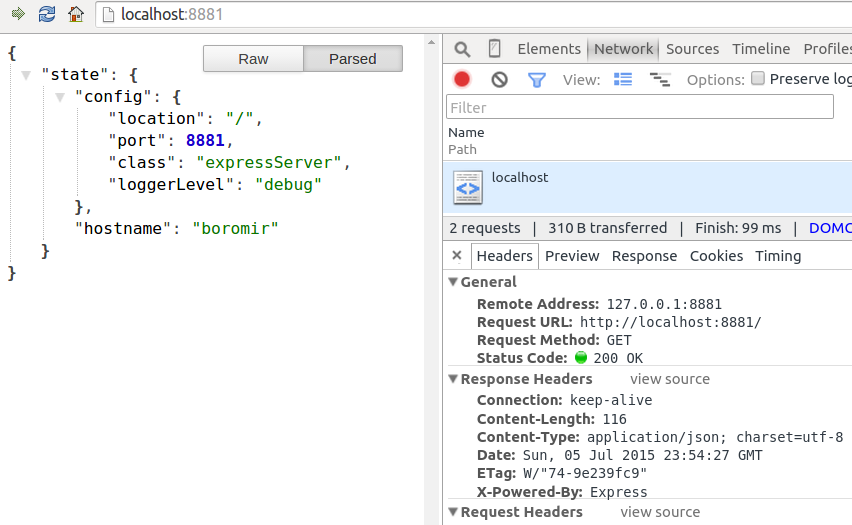 localhost:8881
Raw Parsed
{
"state": {
"config": {
"location": "/",
"port": 8881,
"class": "expressServer",
"loggerLevel": "debug"
},
"hostname": "boromir"
}
}
Elements Network Sources Timeline Profiles
View: Options: Preserve log
Filter
Name
Path
localhost
2 requests | 310 B transferred | Finish: 99 ms | DOMC
× Headers Preview Response Cookies Timing
General
Remote Address: 127.0.0.1:8881
Request URL: http://localhost:8881/
Request Method: GET
Status Code: 200 OK
Response Headers view source
Connection: keep-alive
Content-Length: 116
Content-Type: application/json; charset=utf-8
Date: Sun, 05 Jul 2015 23:54:27 GMT
ETag: W/"74-9e239fc9"
X-Powered-By: Express
Request Headers view source